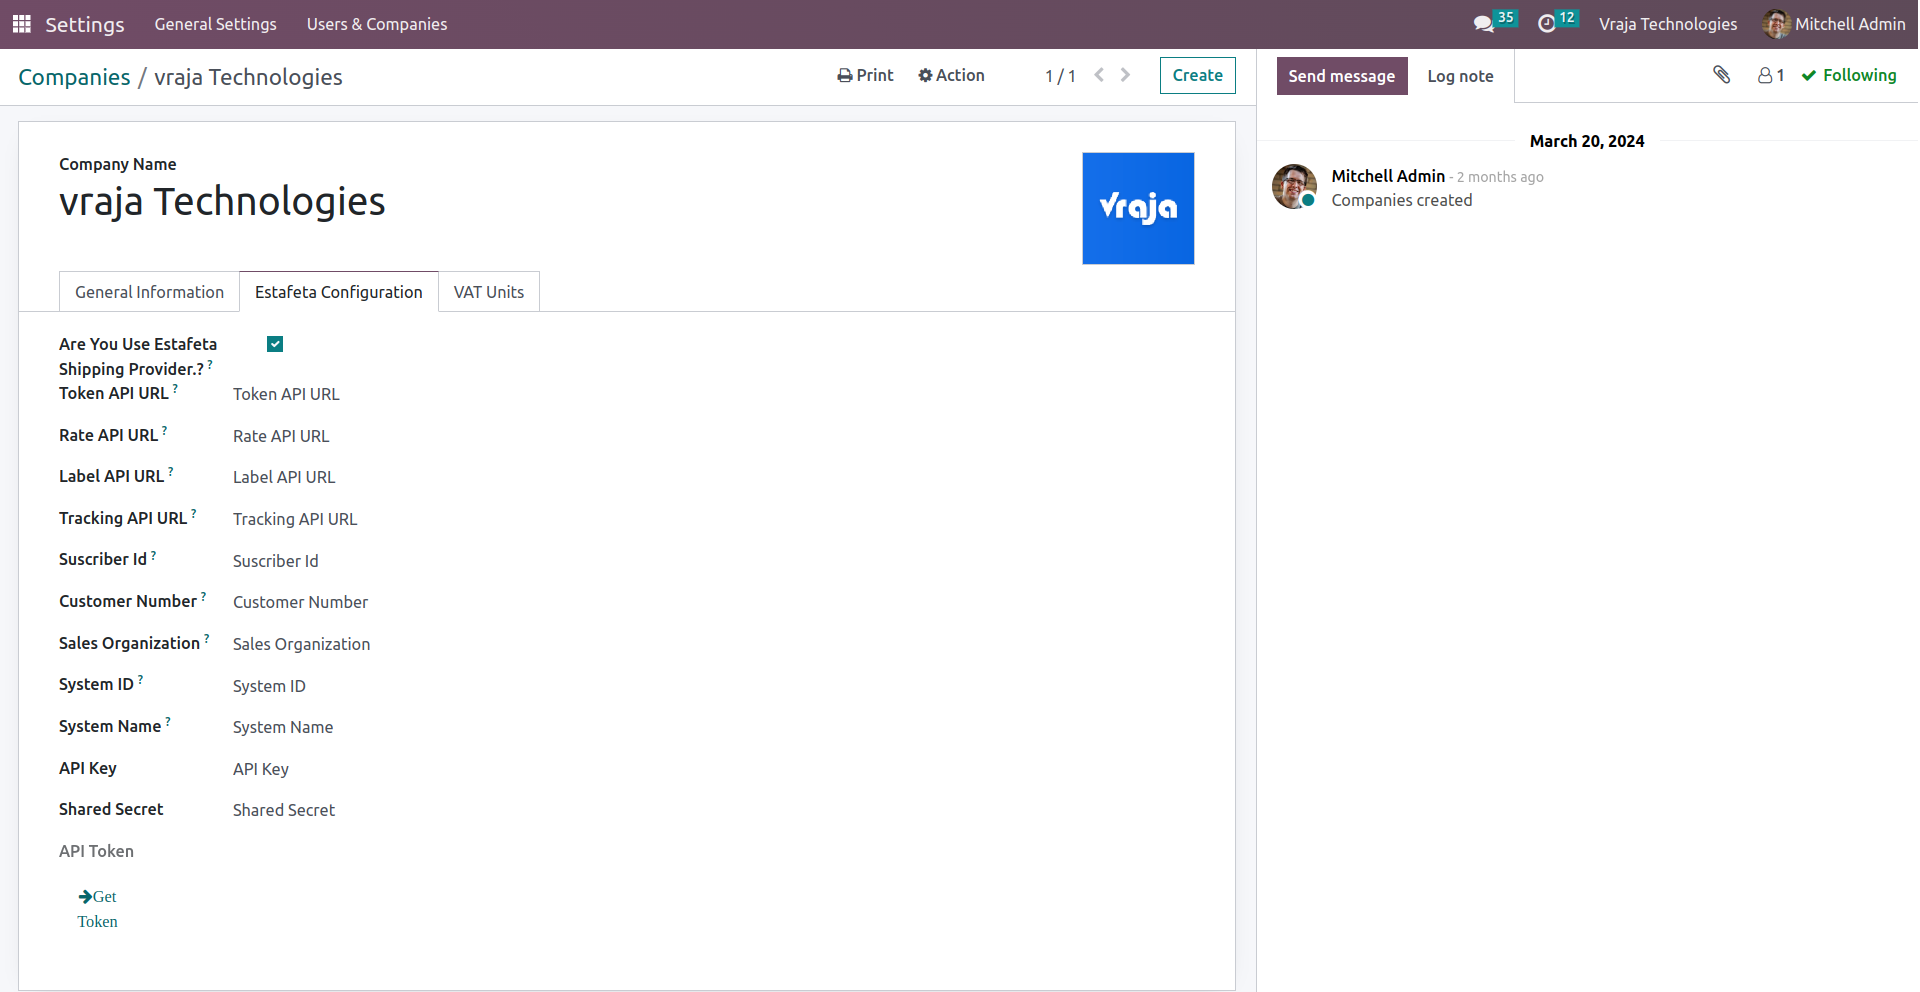 Settings General Settings Users & Companies 35 12 Vraja Technologies Mitchell Admin
Companies / vraja Technologies Print Action 1 / 1 Create Send message Log note 1 Following
March 20, 2024
Company Name
vraja Technologies
Vraja
Mitchell Admin - 2 months ago
Companies created
General Information Estafeta Configuration VAT Units
Are You Use Estafeta
Shipping Provider.? ?
Token API URL ? Token API URL
Rate API URL ? Rate API URL
Label API URL ? Label API URL
Tracking API URL ? Tracking API URL
Suscriber Id ? Suscriber Id
Customer Number ? Customer Number
Sales Organization ? Sales Organization
System ID ? System ID
System Name ? System Name
API Key API Key
Shared Secret Shared Secret
API Token
Get
Token